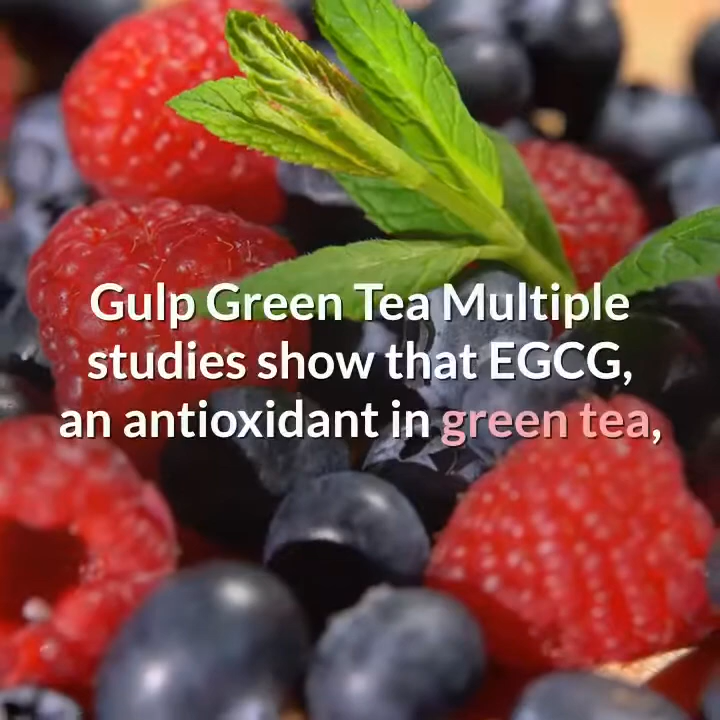 Gulp Green Tea Multiple
studies show that EGCG,
an antioxidant in green tea,